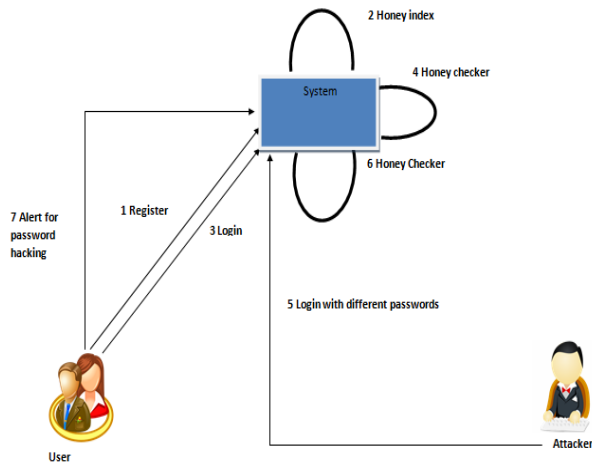 2 Honey index
4 Honey checker
System
6 Honey Checker
1 Register
3 Login
7 Alert for
password
hacking
5 Login with different passwords
User
Attacker